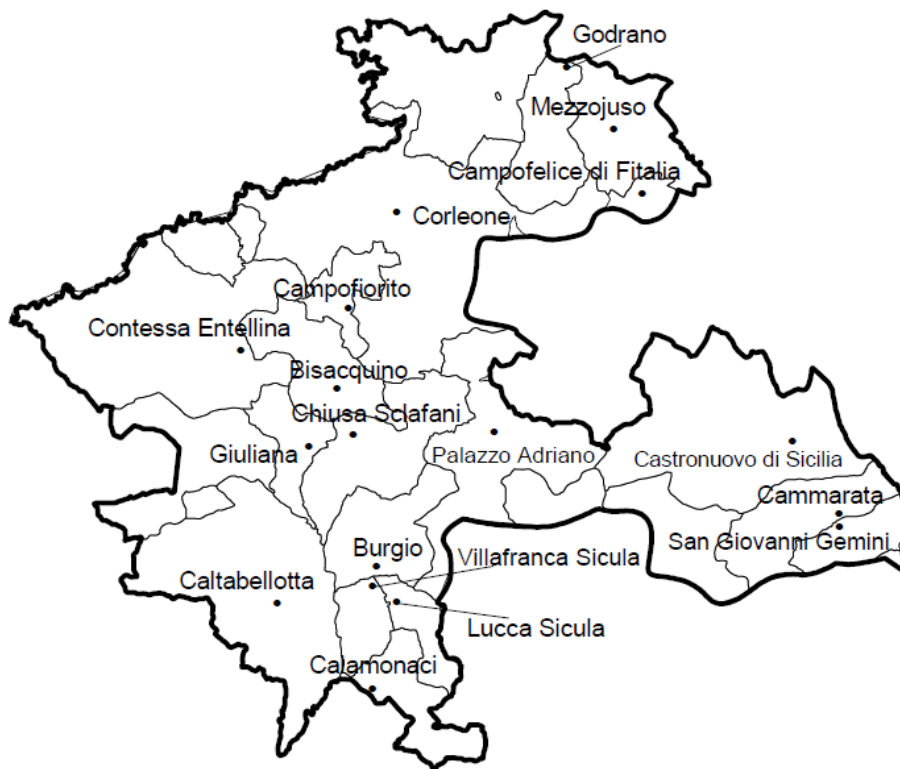 Godrano
Mezzojuso
Campofelice di Fitalia
Corleone
Campofiorito
Contessa Entellina
Bisacquino
Chiusa Sclafani
Giuliana
Palazzo Adriano
Castronuovo di Sicilia
Cammarata
San Giovanni Gemini
Burgio
Villafranca Sicula
Caltabellotta
Lucca Sicula
Calamonaci